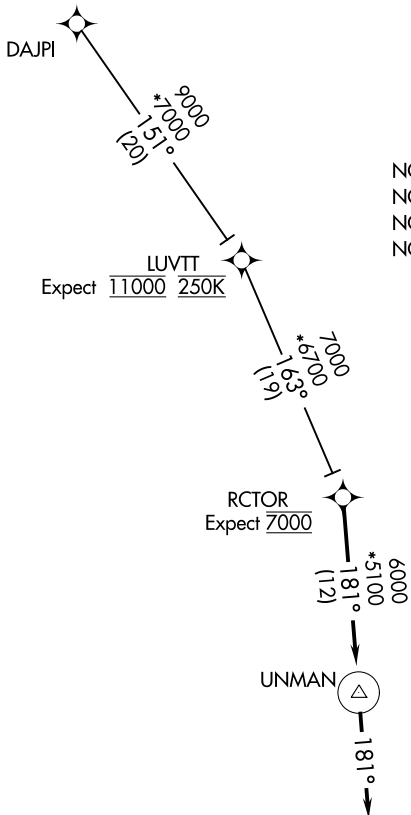 DAJPI
9000
*7000
151°
(20)
NO
NO
NO
NO
LUVTT
Expect 11000 250K
7000
*6700
163°
(19)
RCTOR
Expect 7000
6000
*5100
181°
(12)
UNMAN
181°